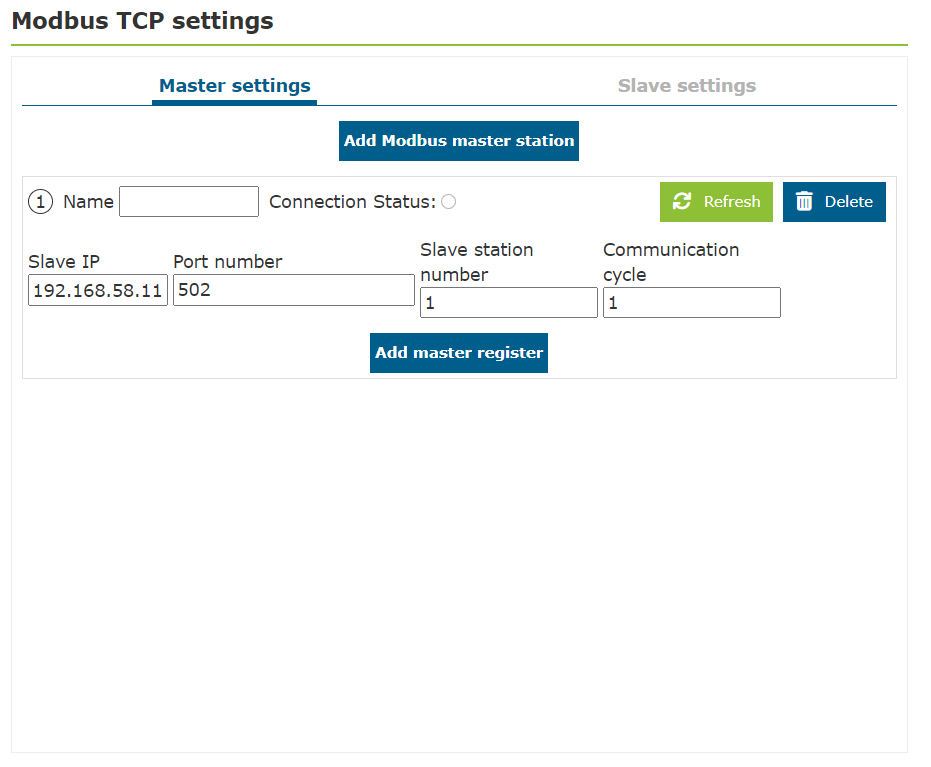 Modbus TCP settings
Master settings Slave settings
Add Modbus master station
1 Name Connection Status: Refresh Delete
Slave IP Port number Slave station number Communication cycle
192.168.58.11 502 1 1
Add master register